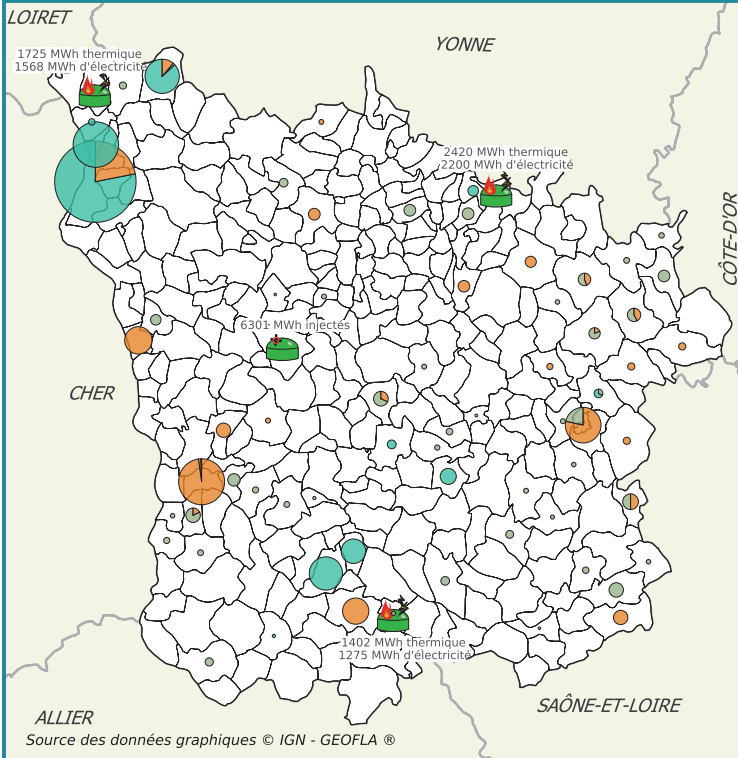 LOIRET
YONNE
1725 MWh thermique
1568 MWh d'électricité
2420 MWh thermique
2200 MWh d'électricité
CÔTE-D'OR
6301 MWh injectés
CHER
1402 MWh thermique
1275 MWh d'électricité
SAÔNE-ET-LOIRE
ALLIER
Source des données graphiques © IGN - GEOFLA ®